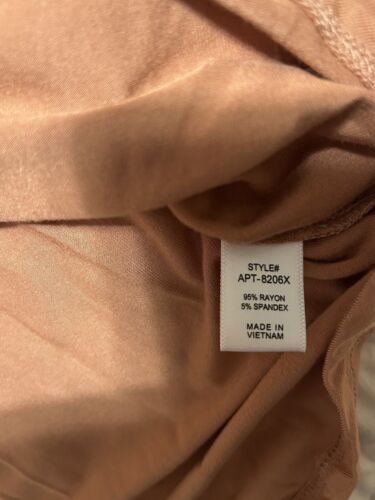 STYLE#
APT-8206X
95% RAYON
5% SPANDEX
MADE IN
VIETNAM